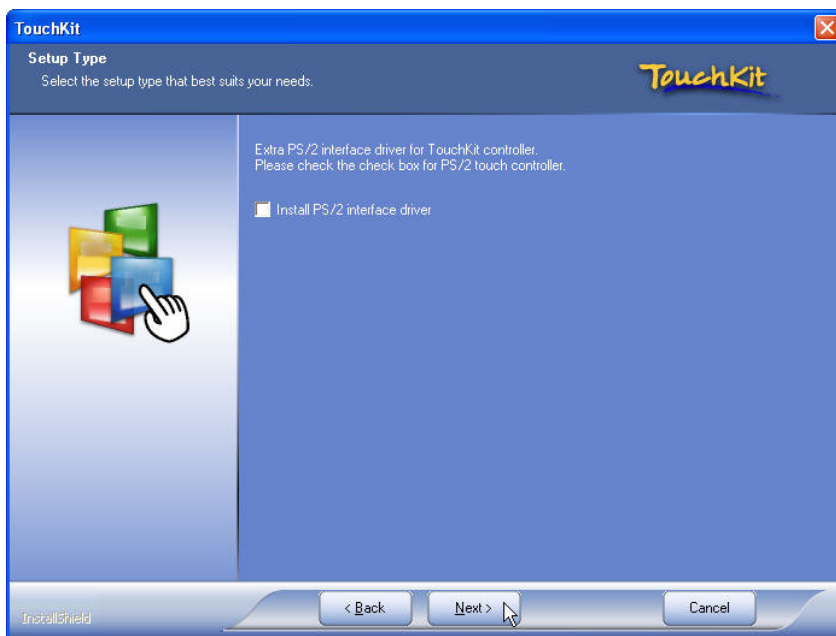 TouchKit
Setup Type
Select the setup type that best suits your needs.
TouchKit
Extra PS/2 interface driver for TouchKit controller.
Please check the check box for PS/2 touch controller.
Install PS/2 interface driver
InstallShield
< Back
Next >
Cancel